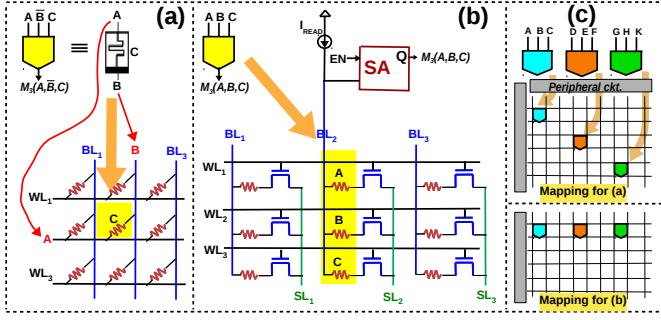 (a)
A B̅ C
≡
A
C
B
M₃(A,B̅,C)
BL₁
B
BL₃
WL₁
C
A
WL₃
(b)
A B C
M₃(A,B,C)
I_READ
EN
SA
Q
M₃(A,B,C)
BL₁
BL₂
BL₃
WL₁
A
WL₂
B
WL₃
C
SL₁
SL₂
SL₃
(c)
A B C
D E F
G H K
Peripheral ckt.
Mapping for (a)
Mapping for (b)